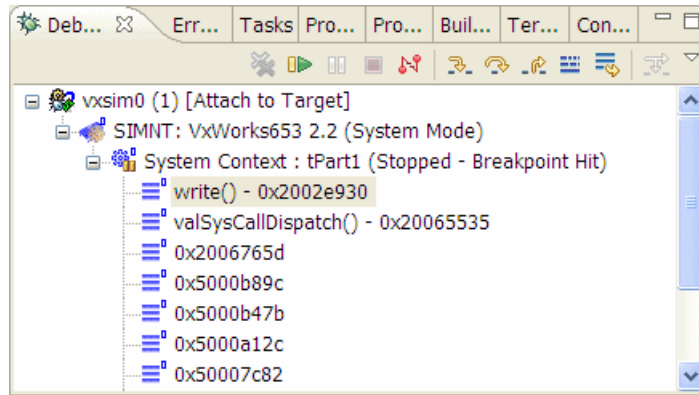 Deb... Err... Tasks Pro... Pro... Buil... Ter... Con...
vxsim0 (1) [Attach to Target]
SIMNT: VxWorks653 2.2 (System Mode)
System Context : tPart1 (Stopped - Breakpoint Hit)
write() - 0x2002e930
valSysCallDispatch() - 0x20065535
0x2006765d
0x5000b89c
0x5000b47b
0x5000a12c
0x50007c82